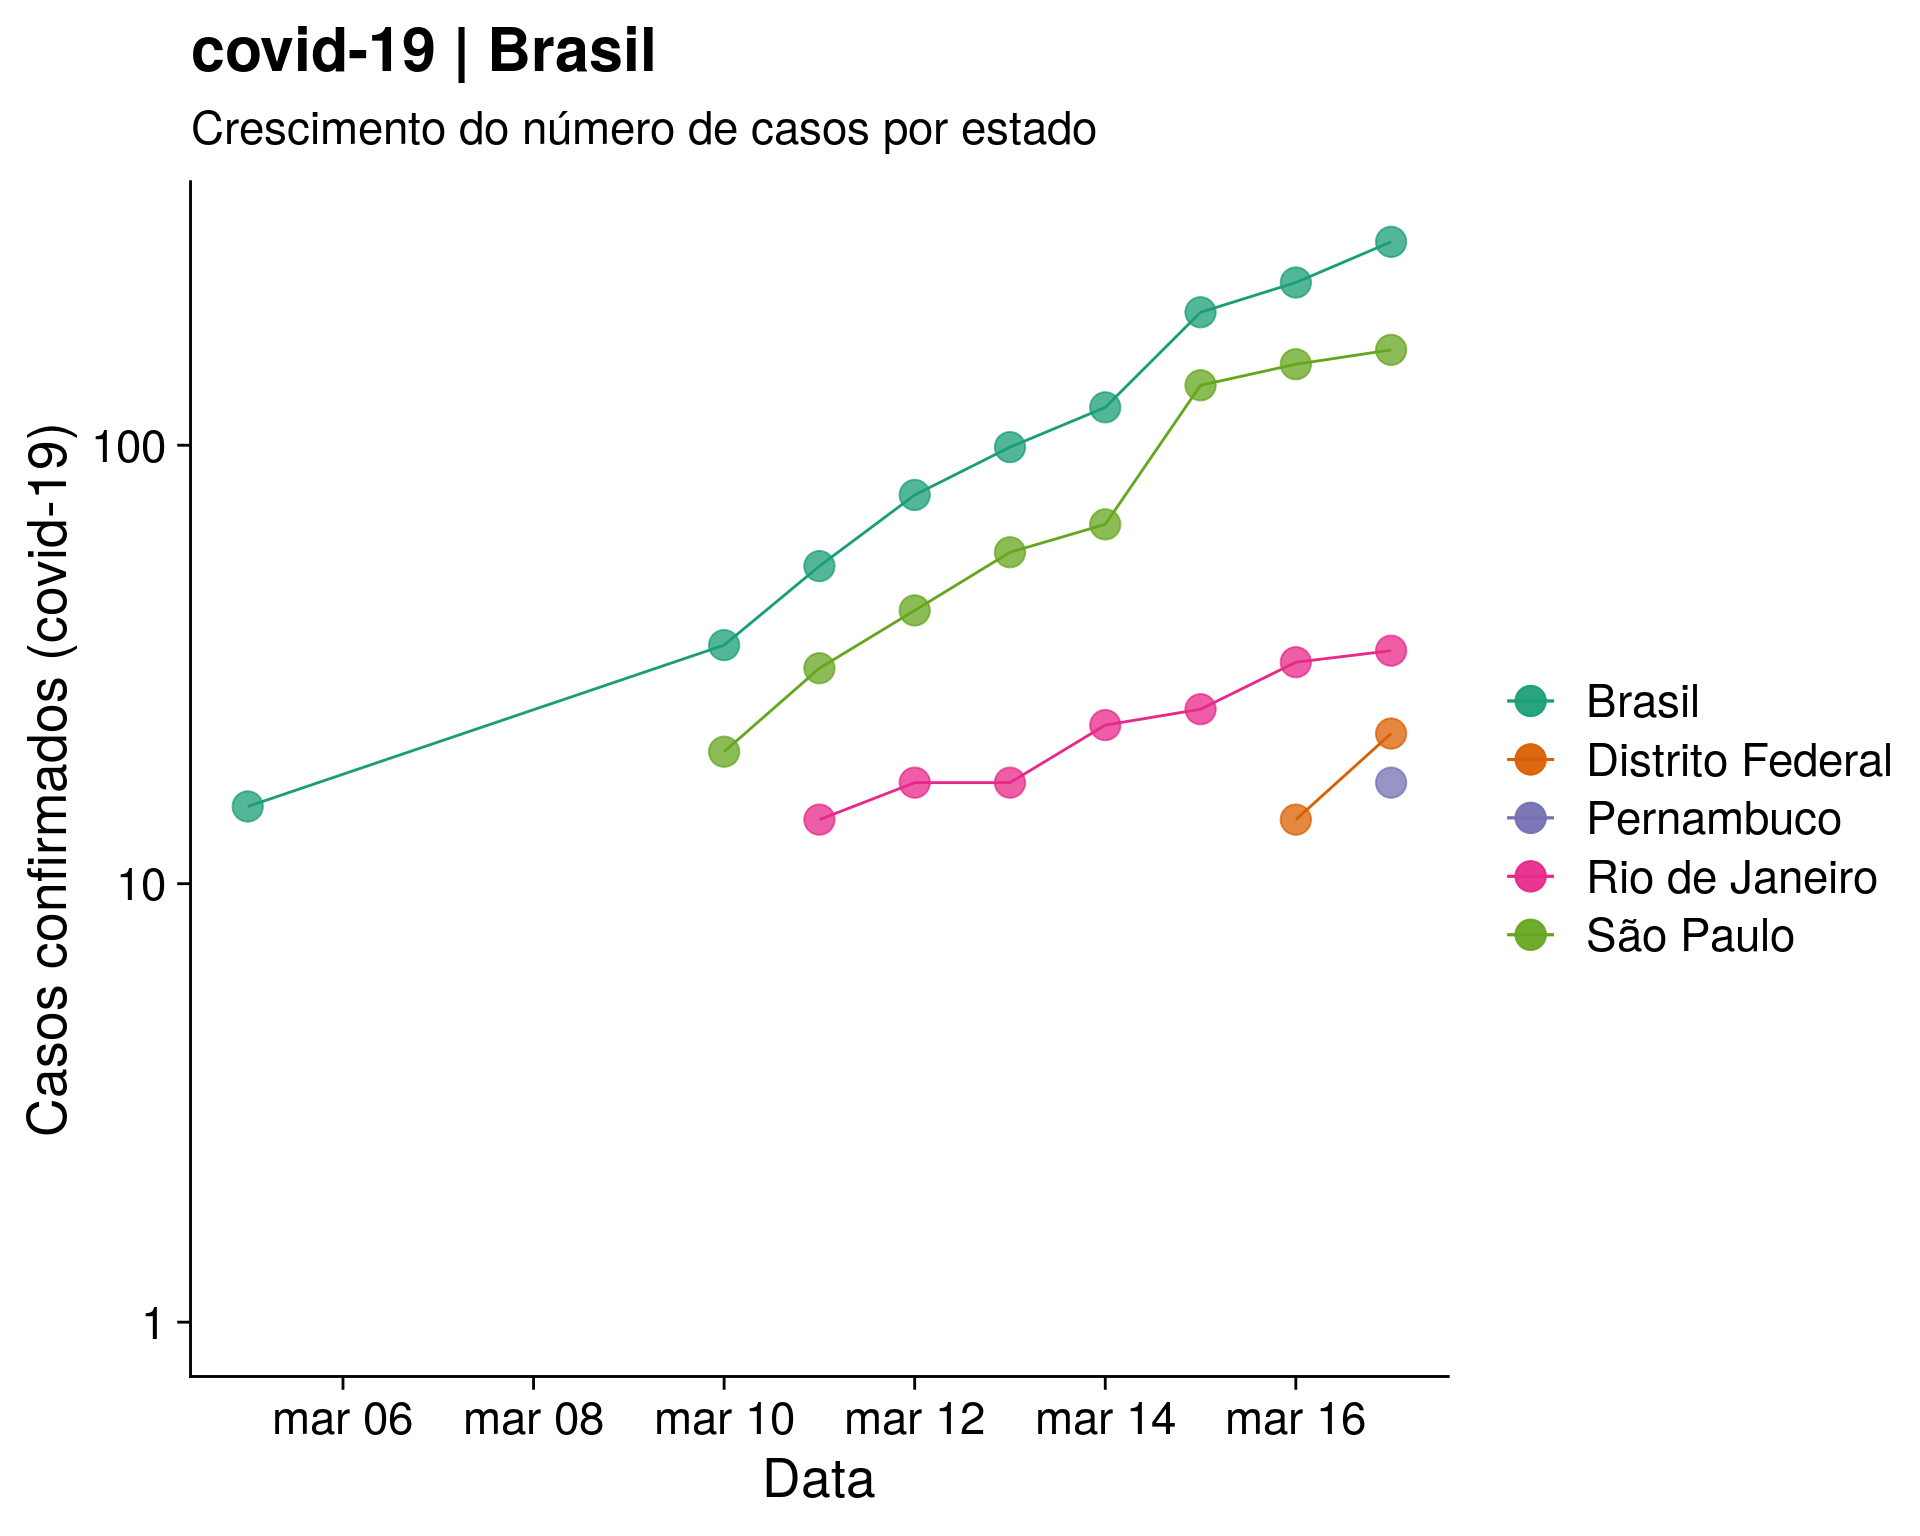 covid-19 | Brasil
Crescimento do número de casos por estado
Casos confirmados (covid-19)
100
10
1
mar 06
mar 08
mar 10
mar 12
mar 14
mar 16
Data
Brasil
Distrito Federal
Pernambuco
Rio de Janeiro
São Paulo